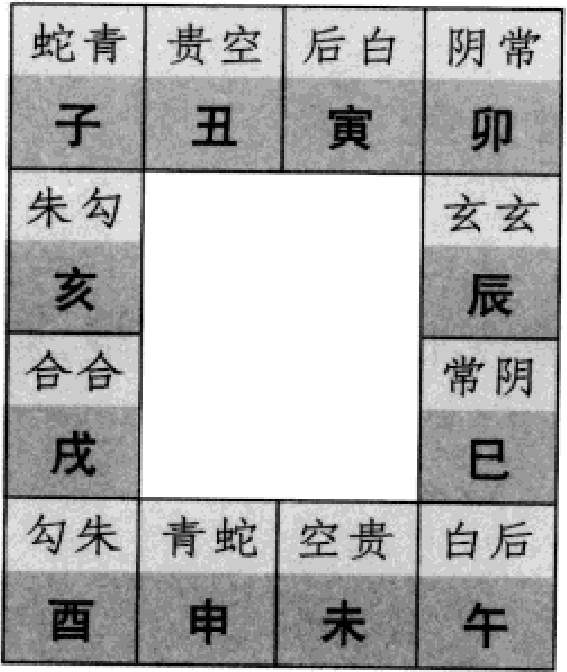 蛇青 贵空 后白 阴常
子 丑 寅 卯
朱勾 玄玄
亥 辰
合合 常阴
戌 巳
勾朱 青蛇 空贵 白后
酉 申 未 午